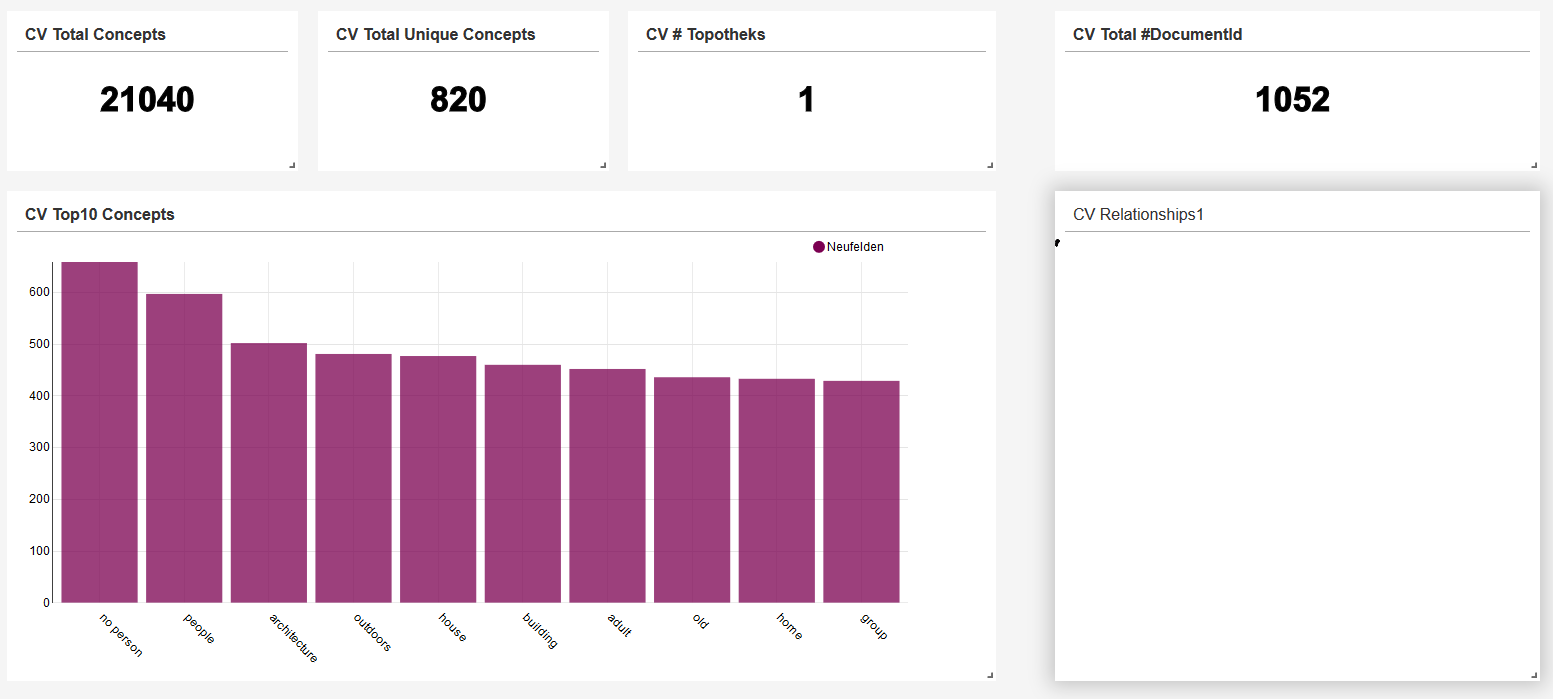 CV Total Concepts
21040
CV Total Unique Concepts
820
CV # Topotheks
1
CV Total #DocumentId
1052
CV Top10 Concepts
Neufelden
600
500
400
300
200
100
0
no person
people
architecture
outdoors
house
building
adult
old
home
group
CV Relationships1